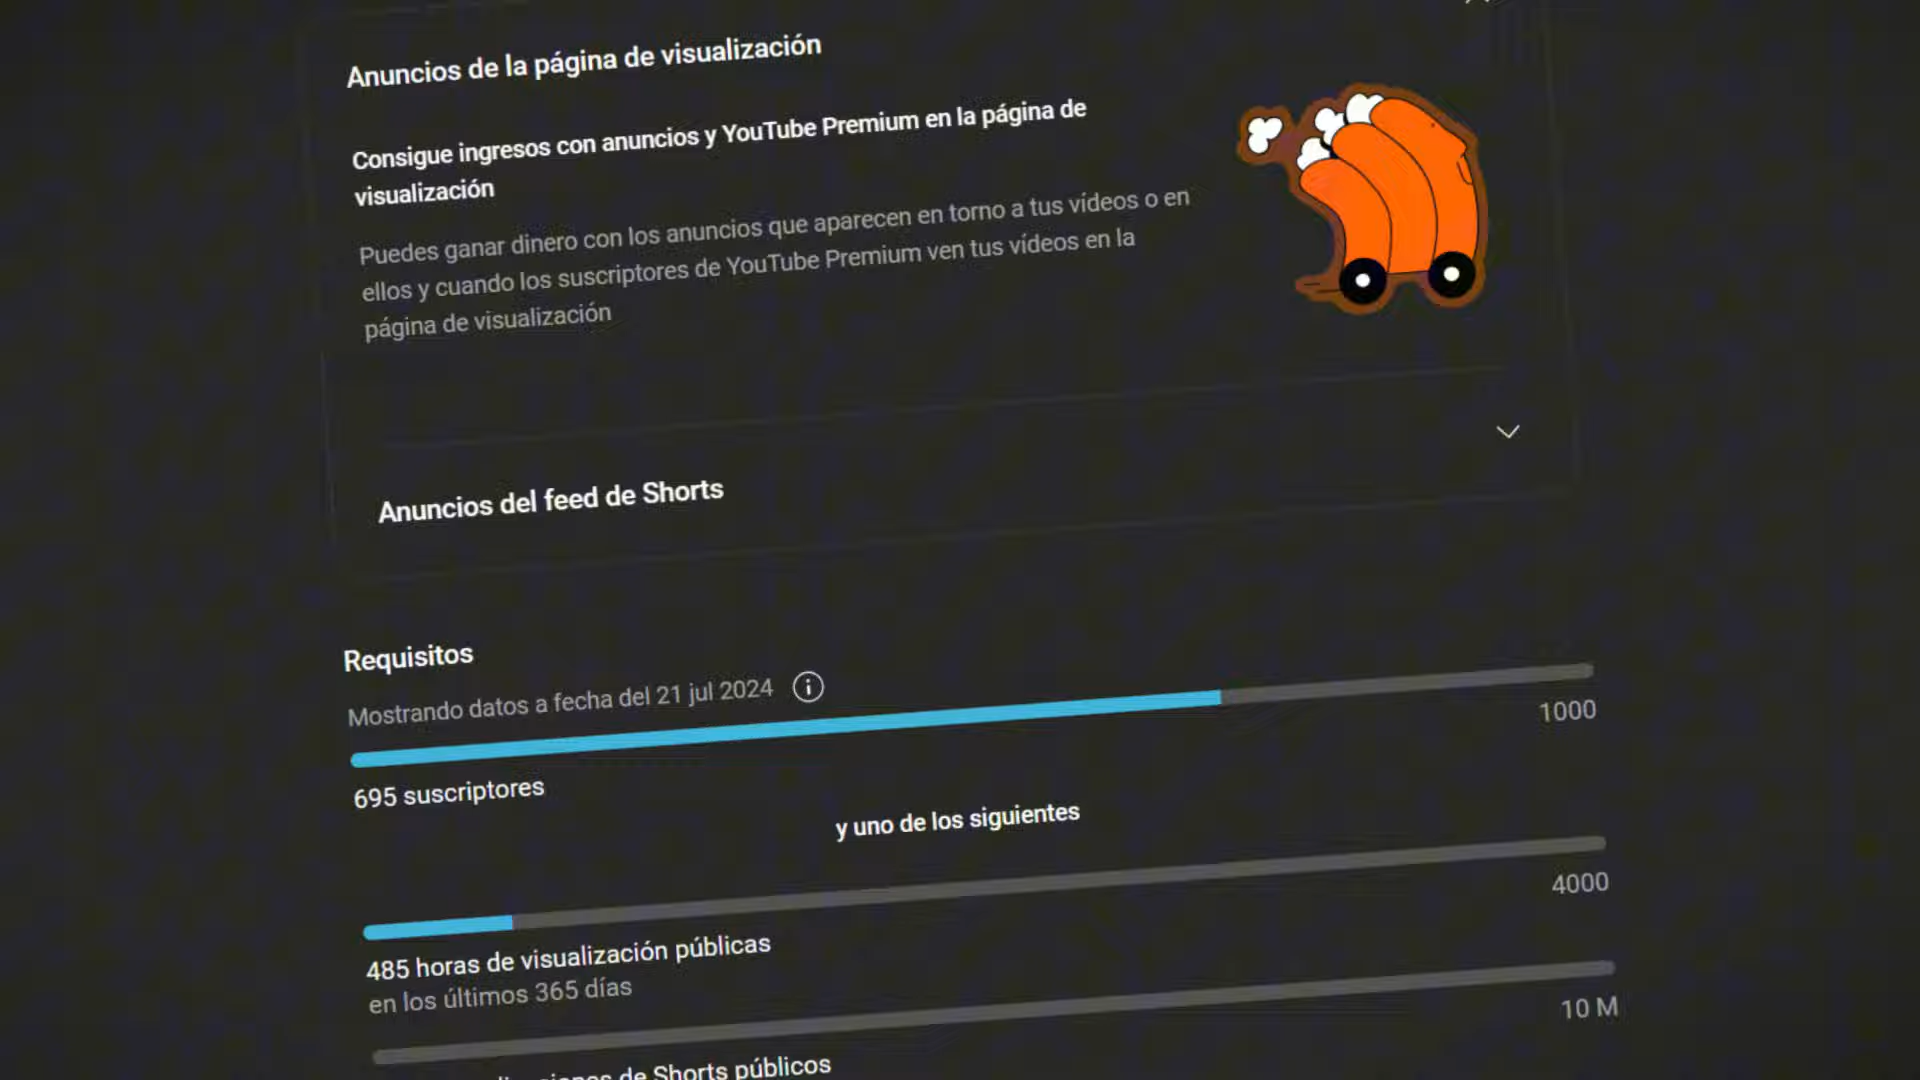 Anuncios de la página de visualización
Consigue ingresos con anuncios y YouTube Premium en la página de
visualización
Puedes ganar dinero con los anuncios que aparecen en torno a tus vídeos o en
ellos y cuando los suscriptores de YouTube Premium ven tus vídeos en la
página de visualización
Anuncios del feed de Shorts
Requisitos
Mostrando datos a fecha del 21 jul 2024
1000
695 suscriptores
y uno de los siguientes
4000
485 horas de visualización públicas
en los últimos 365 días
10 M
de Shorts públicos